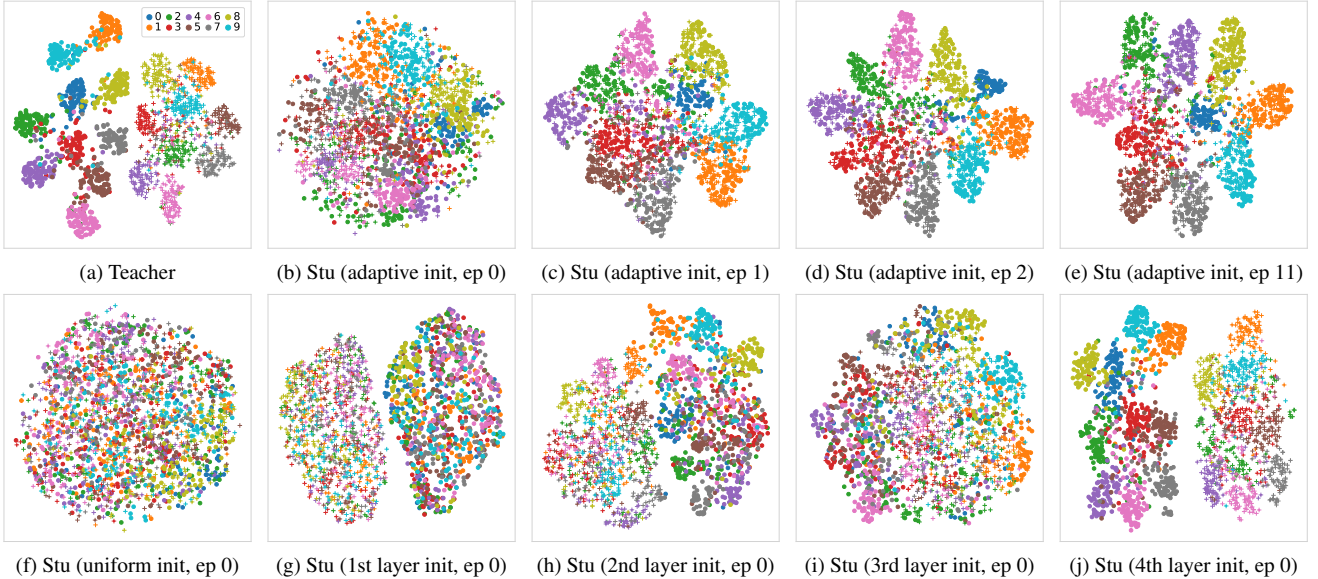 0 2 4 6 8
1 3 5 7 9
(a) Teacher
(b) Stu (adaptive init, ep 0)
(c) Stu (adaptive init, ep 1)
(d) Stu (adaptive init, ep 2)
(e) Stu (adaptive init, ep 11)
(f) Stu (uniform init, ep 0)
(g) Stu (1st layer init, ep 0)
(h) Stu (2nd layer init, ep 0)
(i) Stu (3rd layer init, ep 0)
(j) Stu (4th layer init, ep 0)